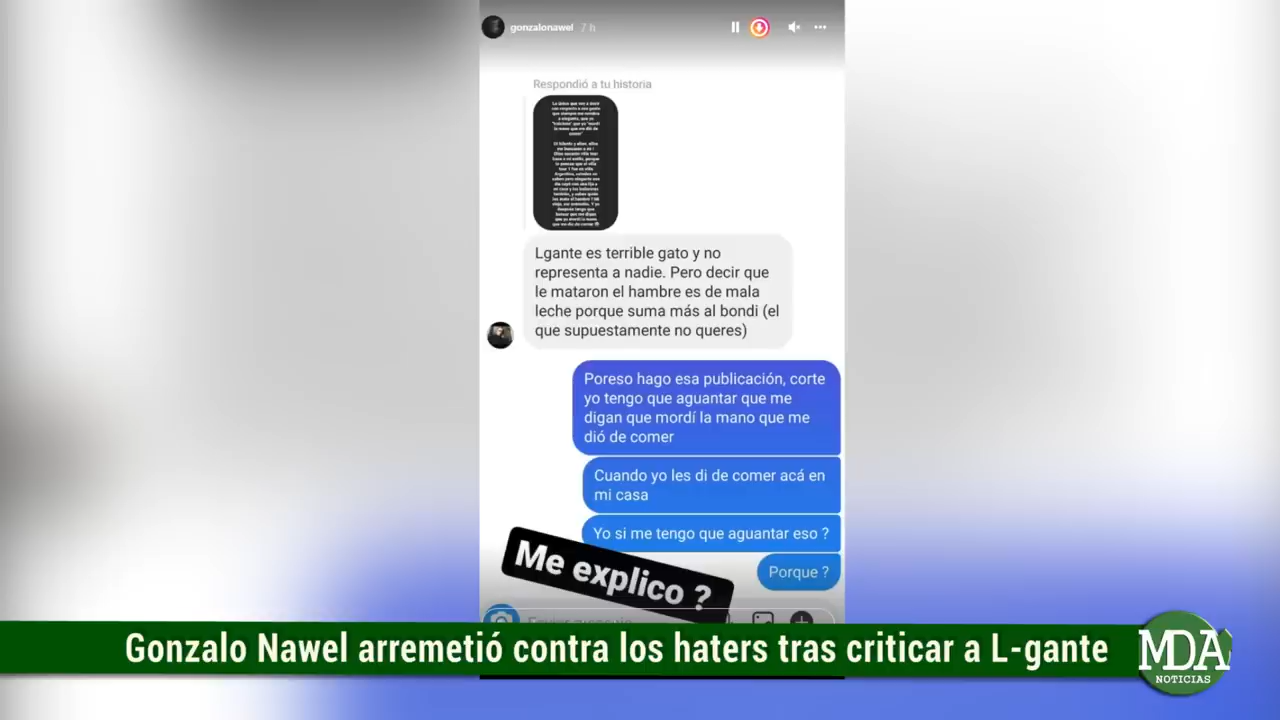 gonzalonawel 7 h
Respondió a tu historia
Lgante es terrible gato y no
representa a nadie. Pero decir que
le mataron el hambre es de mala
leche porque suma más al bondi (el
que supuestamente no queres)
Poreso hago esa publicación, corte
yo tengo que aguantar que me
digan que mordí la mano que me
dió de comer
Cuando yo les di de comer acá en
mi casa
Yo si me tengo que aguantar eso ?
Porque ?
Me explico ?
Gonzalo Nawel arremetió contra los haters tras criticar a L-gante
MDA
NOTICIAS